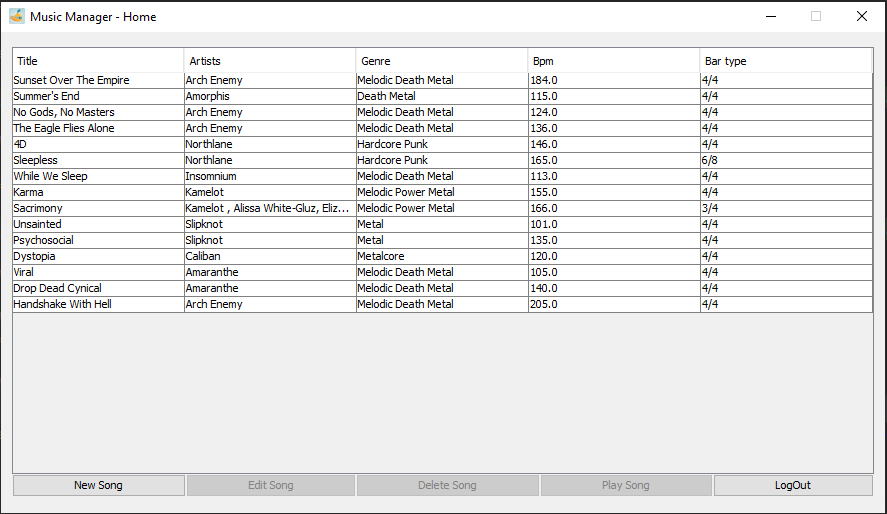 Music Manager - Home
Title Artists Genre Bpm Bar type
Sunset Over The Empire Arch Enemy Melodic Death Metal 184.0 4/4
Summer's End Amorphis Death Metal 115.0 4/4
No Gods, No Masters Arch Enemy Melodic Death Metal 124.0 4/4
The Eagle Flies Alone Arch Enemy Melodic Death Metal 136.0 4/4
4D Northlane Hardcore Punk 146.0 4/4
Sleepless Northlane Hardcore Punk 165.0 6/8
While We Sleep Insomnium Melodic Death Metal 113.0 4/4
Karma Kamelot Melodic Power Metal 155.0 4/4
Sacrimony Kamelot , Alissa White-Gluz, Eliz... Melodic Power Metal 166.0 3/4
Unsainted Slipknot Metal 101.0 4/4
Psychosocial Slipknot Metal 135.0 4/4
Dystopia Caliban Metalcore 120.0 4/4
Viral Amaranthe Melodic Death Metal 105.0 4/4
Drop Dead Cynical Amaranthe Melodic Death Metal 140.0 4/4
Handshake With Hell Arch Enemy Melodic Death Metal 205.0 4/4
New Song Edit Song Delete Song Play Song LogOut